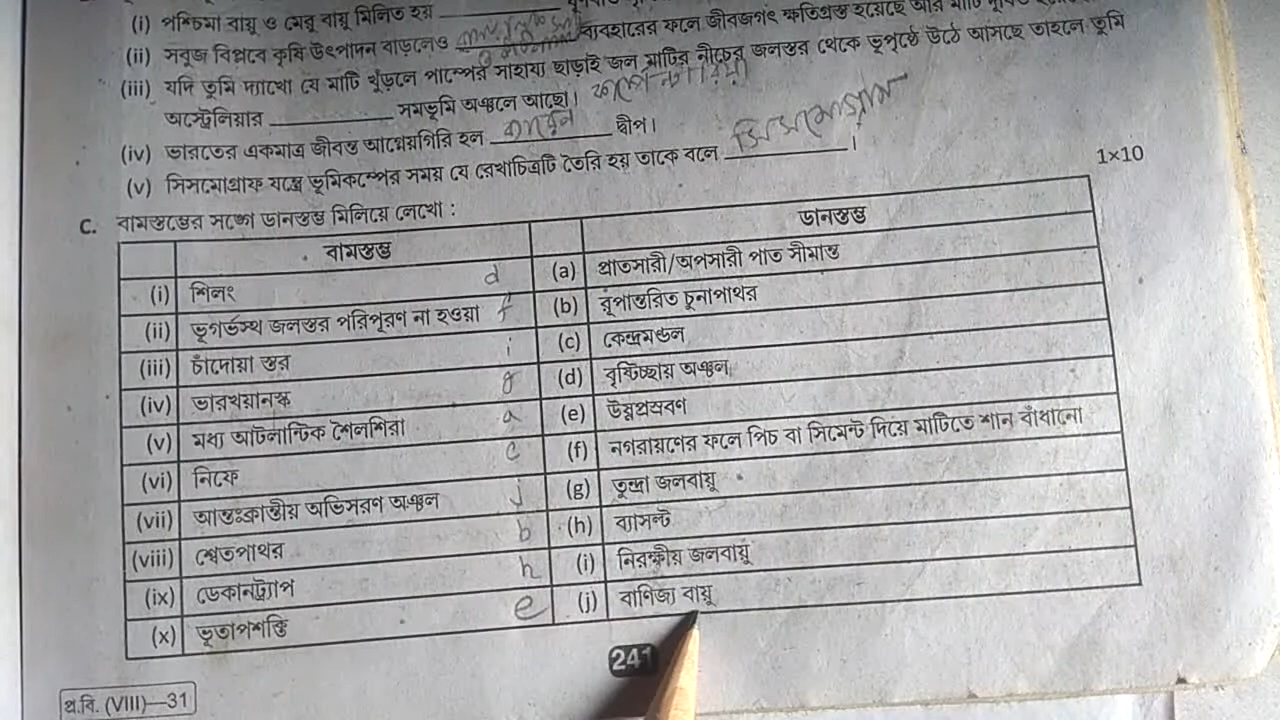 (i) পশ্চিমা বায়ু ও মেরু বায়ু মিলিত হয়
(ii) সবুজ বিপ্লবে কৃষি উৎপাদন বাড়লেও ব্যবহারের ফলে জীবজগৎ ক্ষতিগ্রস্ত হয়েছে আর মাটি
(iii) যদি তুমি দ্যাখো যে মাটি খুঁড়লে পাম্পের সাহায্য ছাড়াই জল মাটির নীচের জলস্তর থেকে ভূপৃষ্ঠে উঠে আসছে তাহলে তুমি
অস্ট্রেলিয়ার ____________ সমভূমি অঞ্চলে আছো।
(iv) ভারতের একমাত্র জীবন্ত আগ্নেয়গিরি হল ব্যারেন দ্বীপ।
(v) সিসমোগ্রাফ যন্ত্রে ভূমিকম্পের সময় যে রেখাচিত্রটি তৈরি হয় তাকে বলে সিসমোগ্রাম ।
C. বামস্তম্ভের সঙ্গে ডানস্তম্ভ মিলিয়ে লেখো : 1×10
বামস্তম্ভ ডানস্তম্ভ
(i) শিলং d (a) প্রতিসারী/অপসারী পাত সীমান্ত
(ii) ভূগর্ভস্থ জলস্তর পরিপূরণ না হওয়া f (b) রূপান্তরিত চুনাপাথর
(iii) চাঁদোয়া স্তর i (c) কেন্দ্রমণ্ডল
(iv) ভারখয়ানস্ক g (d) বৃষ্টিচ্ছায় অঞ্চল
(v) মধ্য আটলান্টিক শৈলশিরা a (e) উষ্ণপ্রস্রবণ
(vi) নিফে c (f) নগরায়ণের ফলে পিচ বা সিমেন্ট দিয়ে মাটিতে শান বাঁধানো
(vii) আন্তঃক্রান্তীয় অভিসরণ অঞ্চল j (g) তুন্দ্রা জলবায়ু
(viii) শ্বেতপাথর b (h) ব্যাসল্ট
(ix) ডেকানট্র্যাপ h (i) নিরক্ষীয় জলবায়ু
(x) ভূতাপশক্তি e (j) বাণিজ্য বায়ু
241
প্র.বি. (VIII)—31